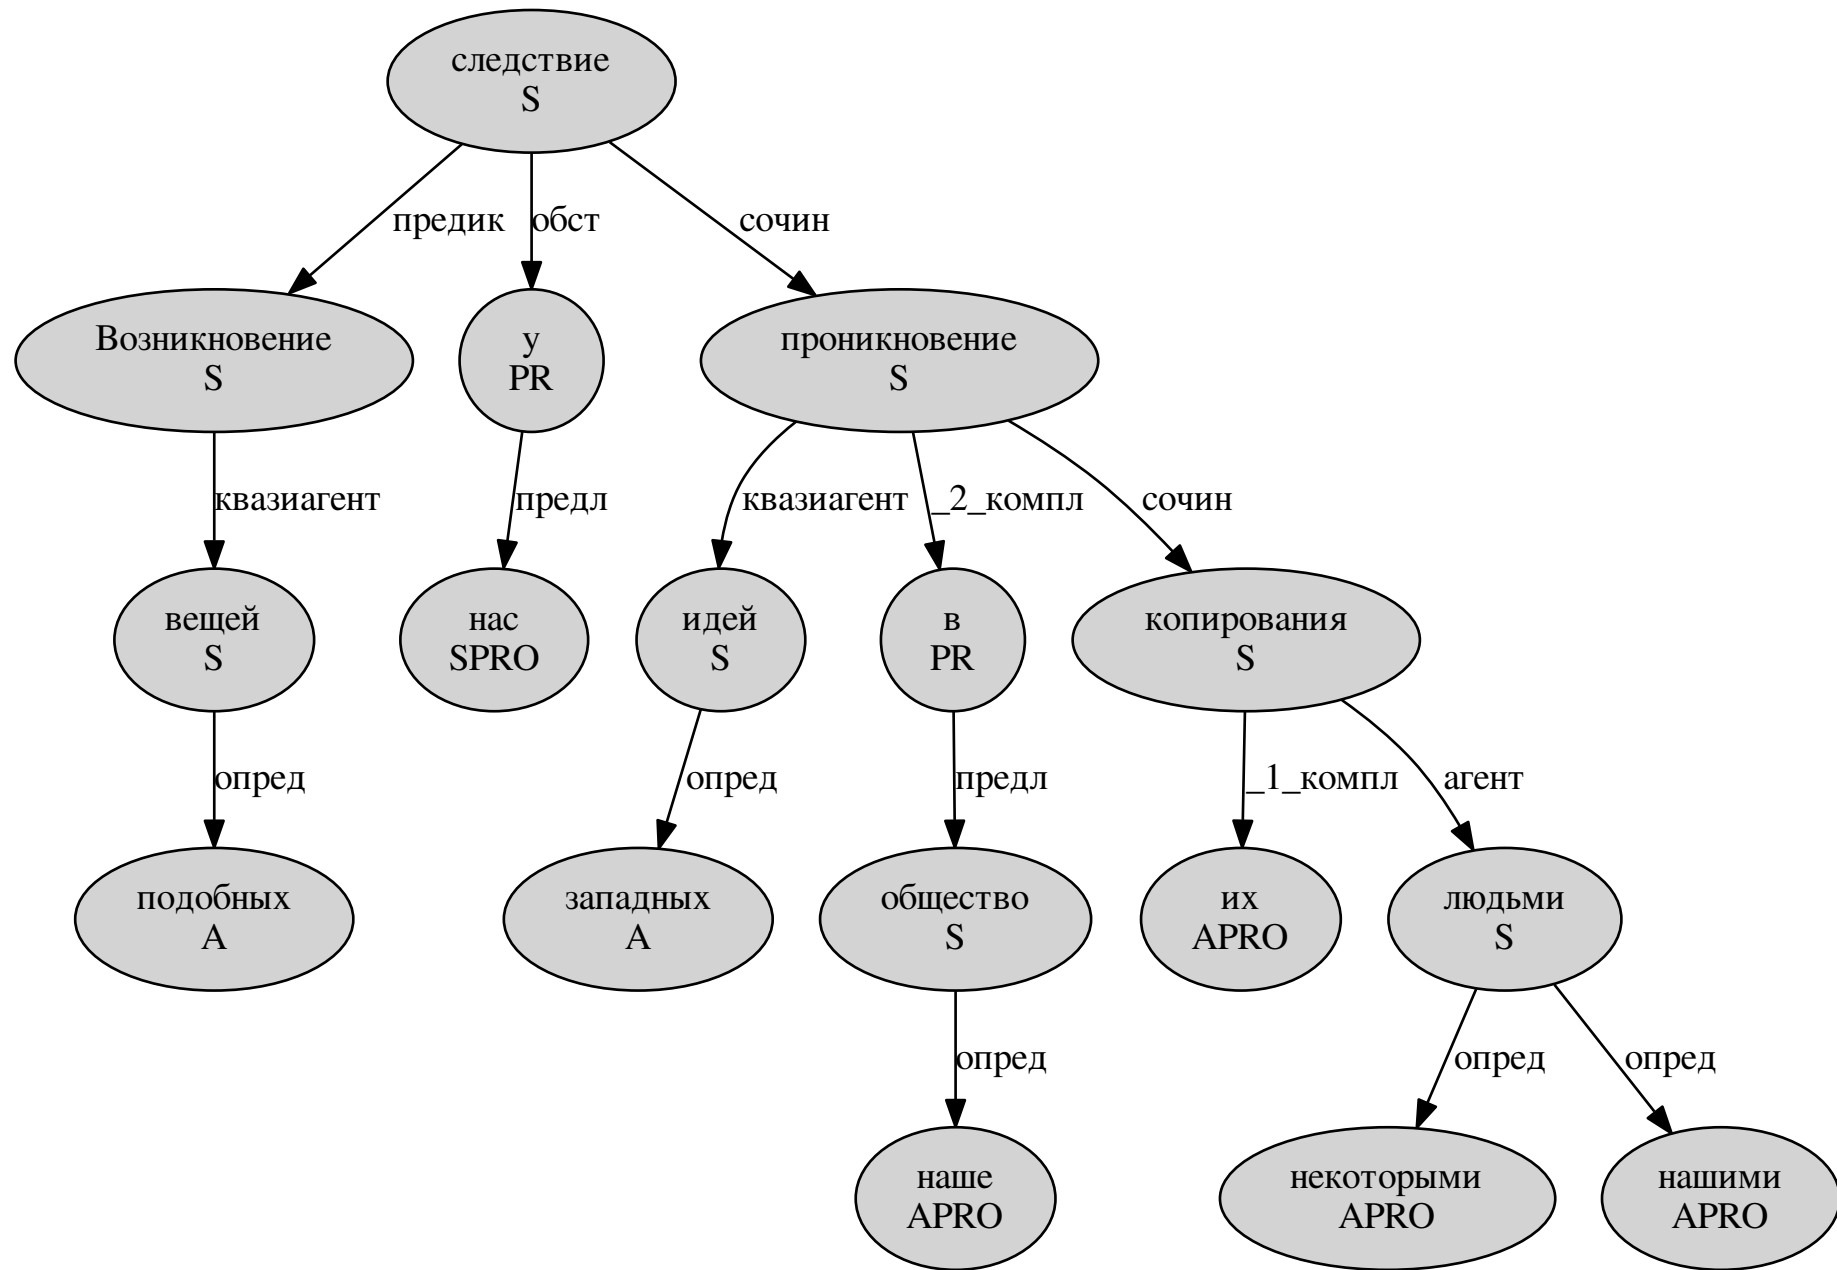 следствие
S
предик
обст
сочин
Возникновение
S
у
PR
проникновение
S
квазиагент
предл
квазиагент
_2_компл
сочин
вещей
S
нас
SPRO
идей
S
в
PR
копирования
S
опред
опред
предл
_1_компл
агент
подобных
A
западных
A
общество
S
их
APRO
людьми
S
опред
опред
опред
наше
APRO
некоторыми
APRO
нашими
APRO